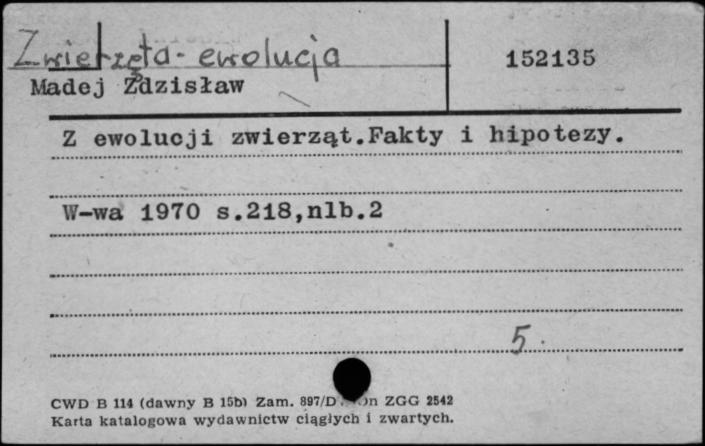 Zwierzęta - ewolucja
152135
Madej Zdzisław
Z ewolucji zwierząt.Fakty i hipotezy.
W-wa 1970 s.218,nlb.2
5.
CWD B 114 (dawny B 15b) Zam. 897/D ZGG 2542
Karta katalogowa wydawnictw ciągłych i zwartych.